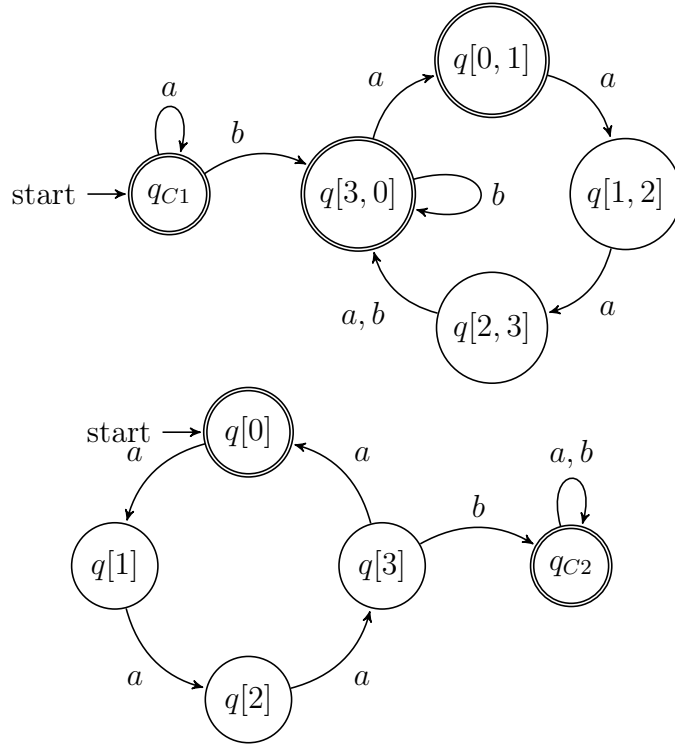 q[0, 1]
a
a
a
b
start
q_{C1}
q[3, 0]
b
q[1, 2]
a, b
q[2, 3]
a
start
q[0]
a
a
a, b
b
q[1]
q[3]
q_{C2}
a
q[2]
a